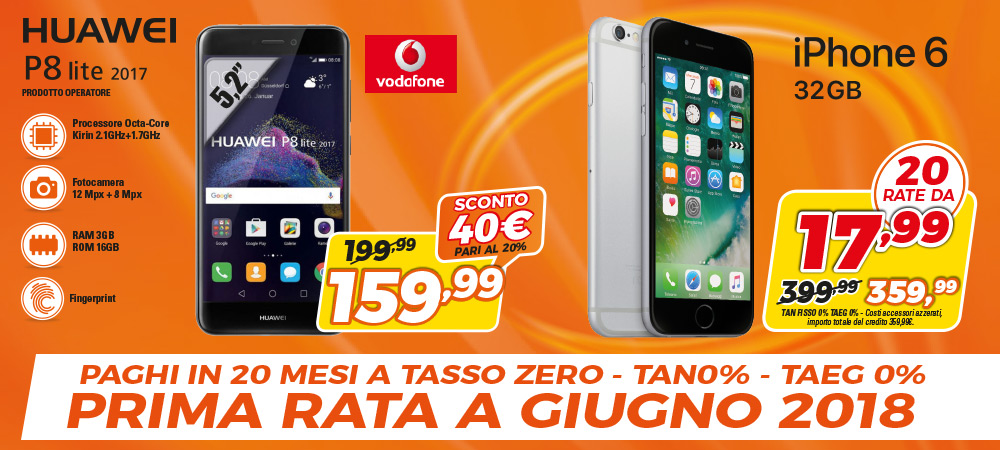 HUAWEI
P8 lite 2017
PRODOTTO OPERATORE
Processore Octa-Core
Kirin 2.1GHz+1.7GHz
Fotocamera
12 Mpx + 8 Mpx
RAM 3GB
ROM 16GB
Fingerprint
5,2"
HUAWEI P8 lite 2017
Google
HUAWEI
vodafone
SCONTO
40€
PARI AL 20%
199,99
159,99
iPhone 6
32GB
20
RATE DA
17,99
399,99 359,99
TAN FISSO 0% TAEG 0% - Costi accessori azzerati,
importo totale del credito 359,99€.
PAGHI IN 20 MESI A TASSO ZERO - TAN0% - TAEG 0%
PRIMA RATA A GIUGNO 2018